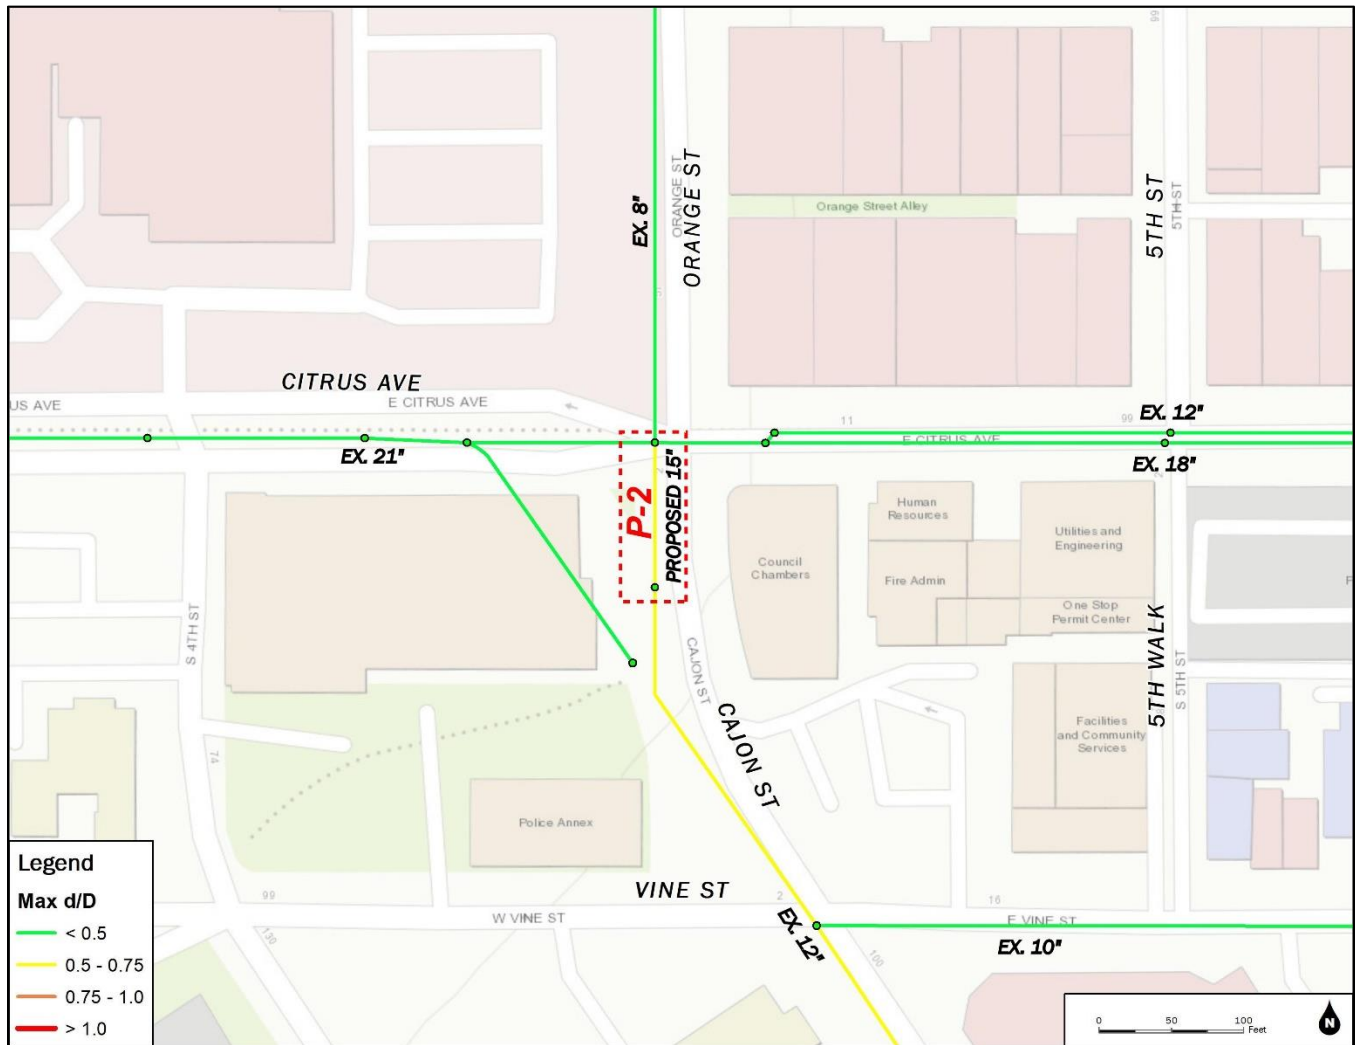 99
66
ORANGE ST
ORANGE ST
EX. 8"
5TH ST
5TH ST
Orange Street Alley
CITRUS AVE
US AVE
E CITRUS AVE
11
99
EX. 12"
E CITRUS AVE
EX. 21"
EX. 18"
2
P-2
PROPOSED 15"
Human
Resources
Utilities and
Engineering
Council
Chambers
Fire Admin
One Stop
Permit Center
S 4TH ST
CAJON ST
CAJON ST
5TH WALK
S 5TH ST
Facilities
and Community
Services
74
Police Annex
VINE ST
99
2
16
W VINE ST
E VINE ST
EX. 12"
EX. 10"
130
100
Legend
Max d/D
< 0.5
0.5 - 0.75
0.75 - 1.0
> 1.0
0 50 100
Feet
N